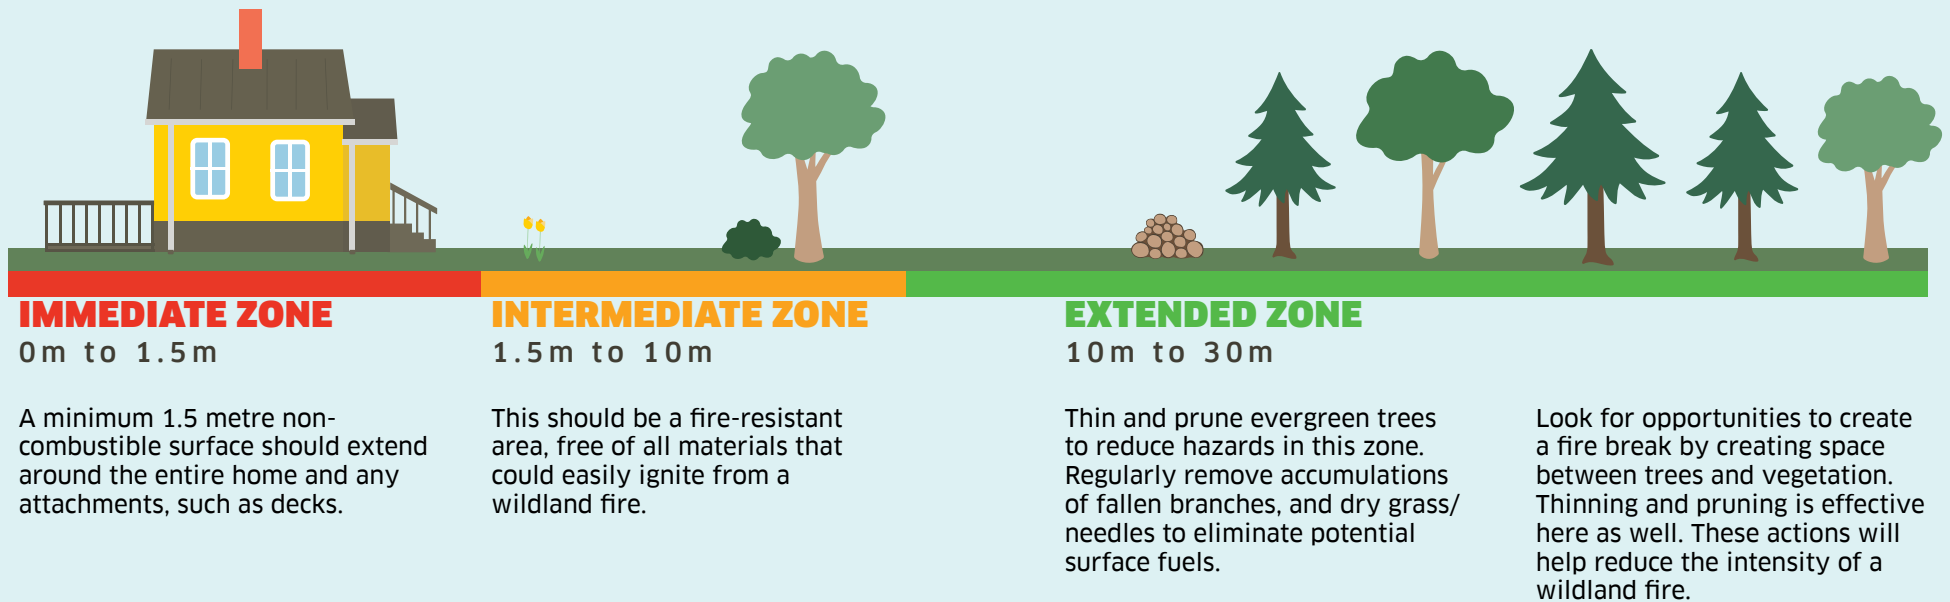 IMMEDIATE ZONE
0m to 1.5m
A minimum 1.5 metre non-
combustible surface should extend
around the entire home and any
attachments, such as decks.
INTERMEDIATE ZONE
1.5m to 10m
This should be a fire-resistant
area, free of all materials that
could easily ignite from a
wildland fire.
EXTENDED ZONE
10m to 30m
Thin and prune evergreen trees
to reduce hazards in this zone.
Regularly remove accumulations
of fallen branches, and dry grass/
needles to eliminate potential
surface fuels.
Look for opportunities to create
a fire break by creating space
between trees and vegetation.
Thinning and pruning is effective
here as well. These actions will
help reduce the intensity of a
wildland fire.